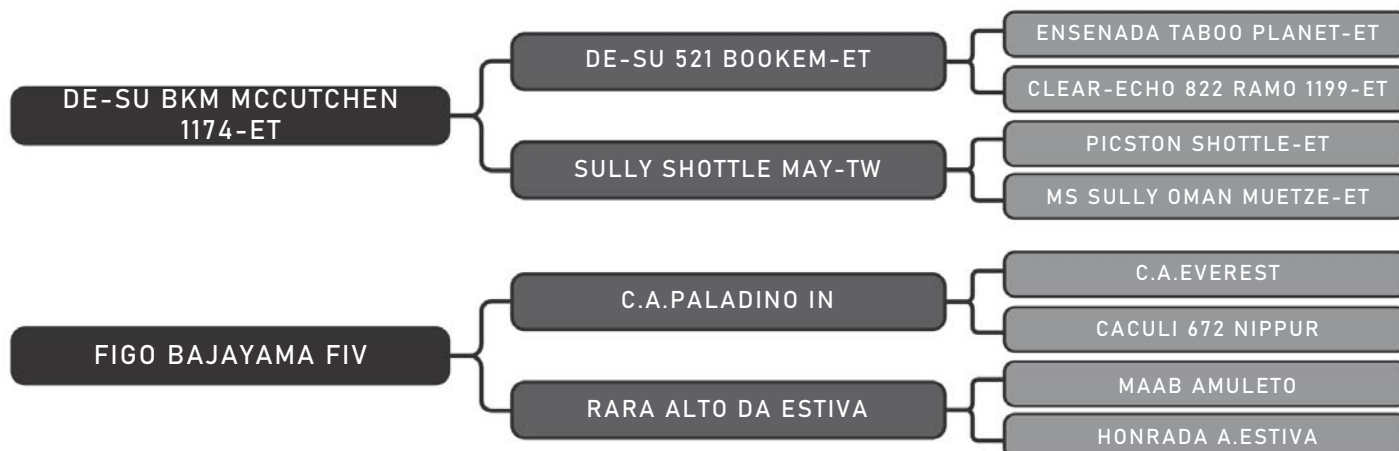 ENSENADA TABOO PLANET-ET
DE-SU 521 BOOKEM-ET
CLEAR-ECHO 822 RAMO 1199-ET
DE-SU BKM MCCUTCHEN
1174-ET
PICSTON SHOTTLE-ET
SULLY SHOTTLE MAY-TW
MS SULLY OMAN MUETZE-ET
C.A.EVEREST
C.A.PALADINO IN
CACULI 672 NIPPUR
FIGO BAJAYAMA FIV
MAAB AMULETO
RARA ALTO DA ESTIVA
HONRADA A.ESTIVA